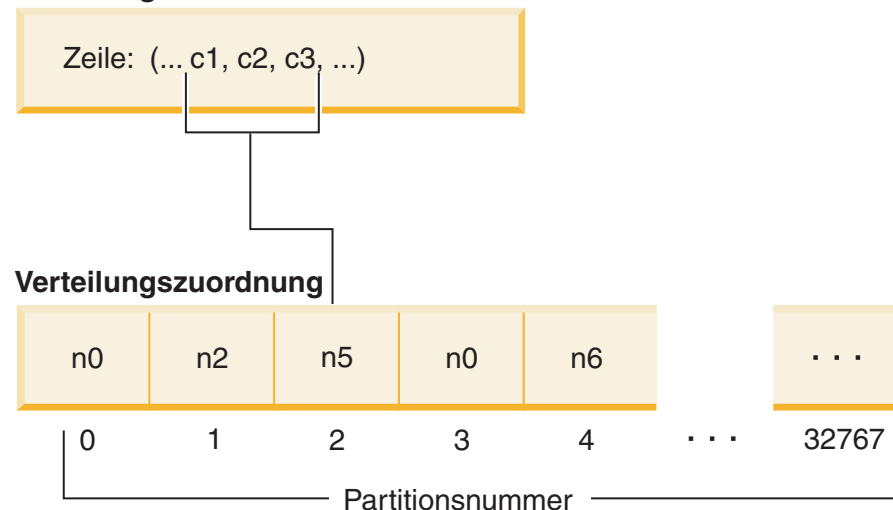 Zeile: (... c1, c2, c3, ...)
Verteilungszuordnung
n0 n2 n5 n0 n6 . . .
0 1 2 3 4 . . . 32767
Partitionsnummer